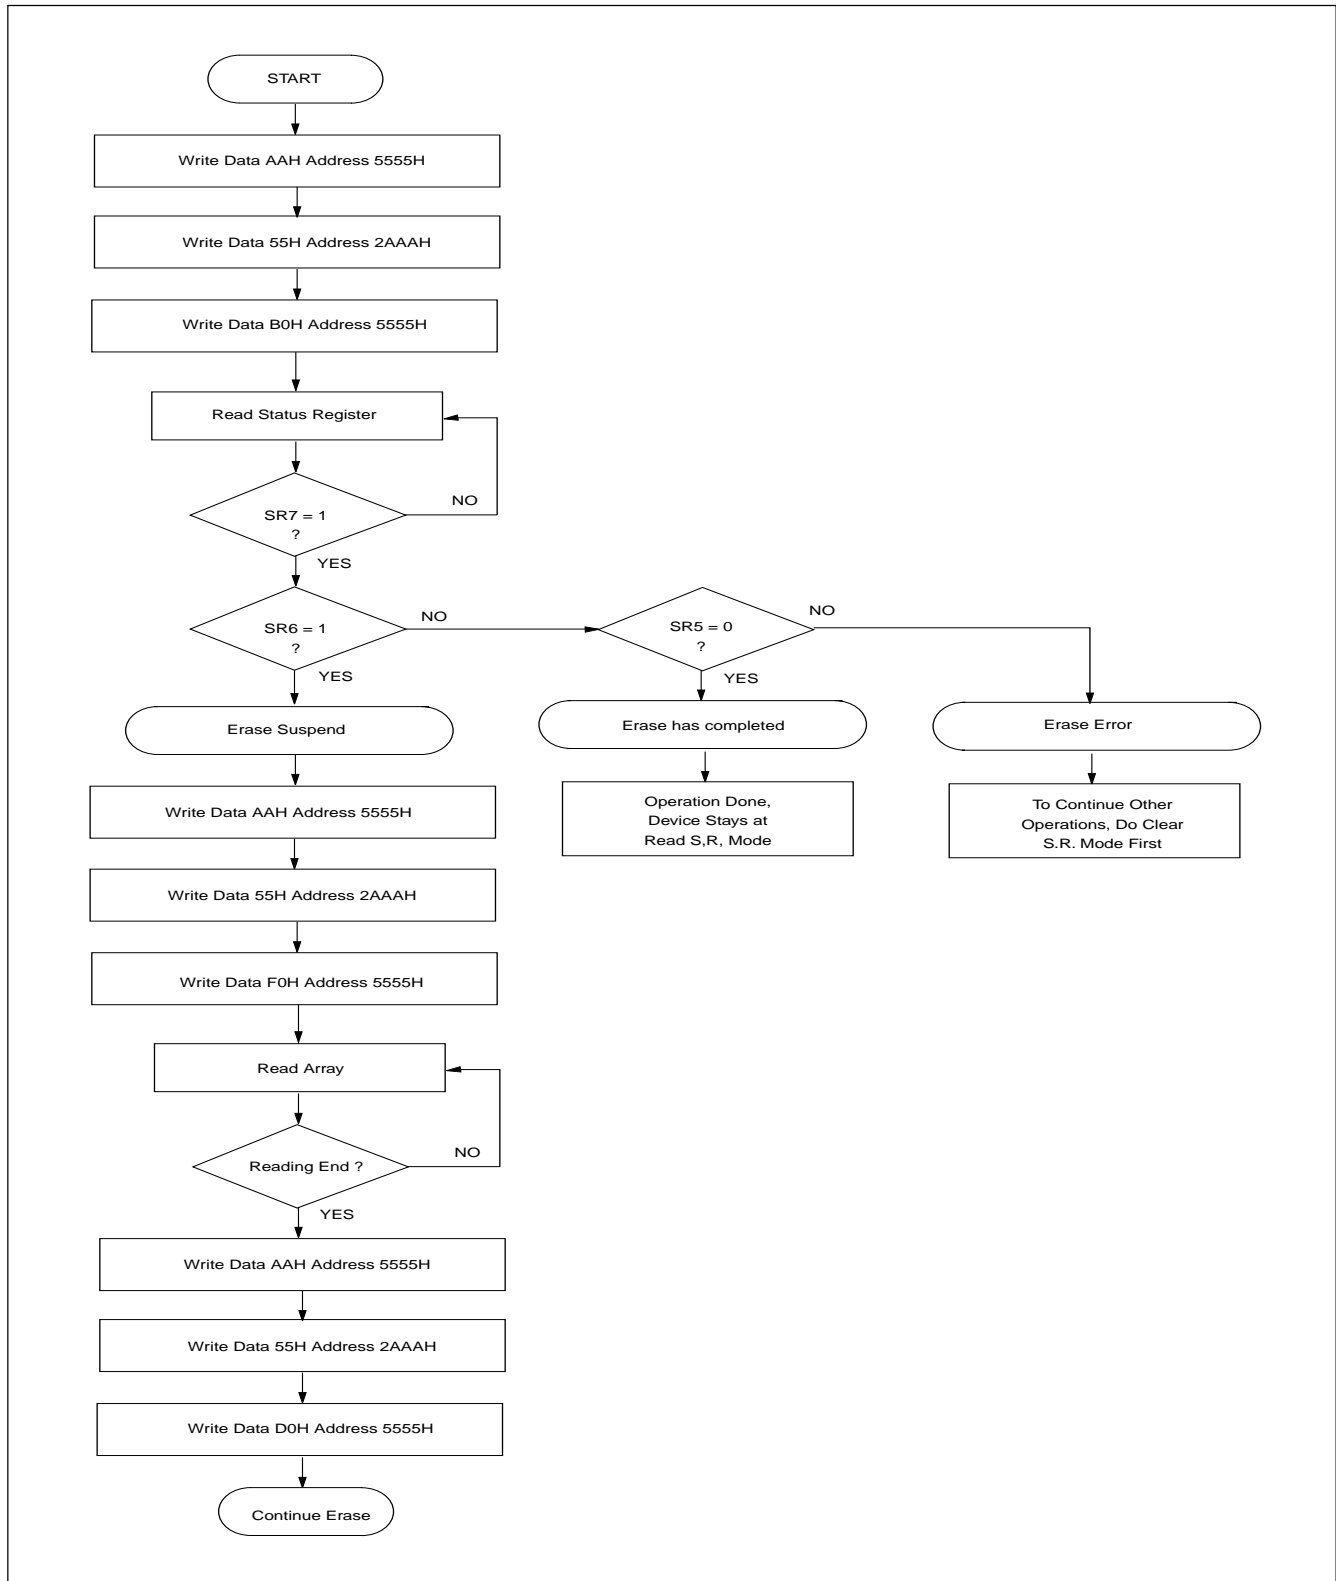 START
Write Data AAH Address 5555H
Write Data 55H Address 2AAAH
Write Data B0H Address 5555H
Read Status Register
NO
SR7 = 1
?
YES
NO
SR6 = 1
?
YES
NO
SR5 = 0
?
YES
Erase Suspend
Erase has completed
Erase Error
Write Data AAH Address 5555H
Operation Done,
Device Stays at
Read S,R, Mode
To Continue Other
Operations, Do Clear
S.R. Mode First
Write Data 55H Address 2AAAH
Write Data F0H Address 5555H
Read Array
NO
Reading End ?
YES
Write Data AAH Address 5555H
Write Data 55H Address 2AAAH
Write Data D0H Address 5555H
Continue Erase